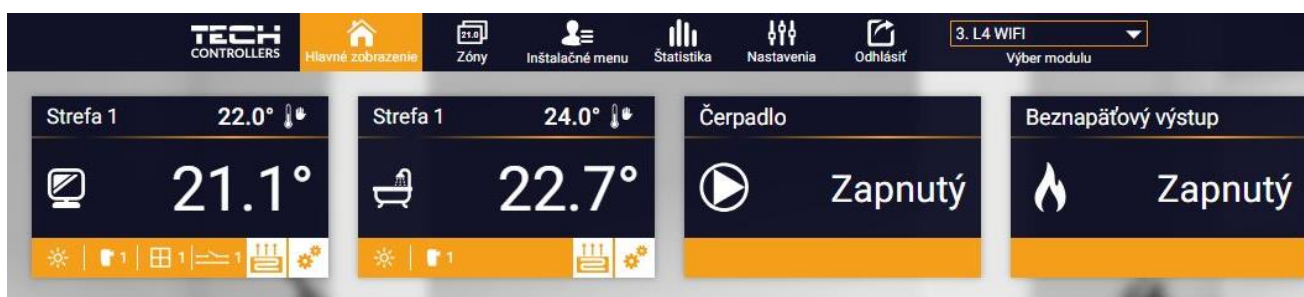 TECH
CONTROLLERS
Hlavné zobrazenie
21.0
Zóny
Inštalačné menu
Štatistika
Nastavenia
Odhlásiť
3. L4 WIFI
Výber modulu
Strefa 1 22.0°
21.1°
1 1 1
Strefa 1 24.0°
22.7°
1
Čerpadlo
Zapnutý
Beznapäťový výstup
Zapnutý